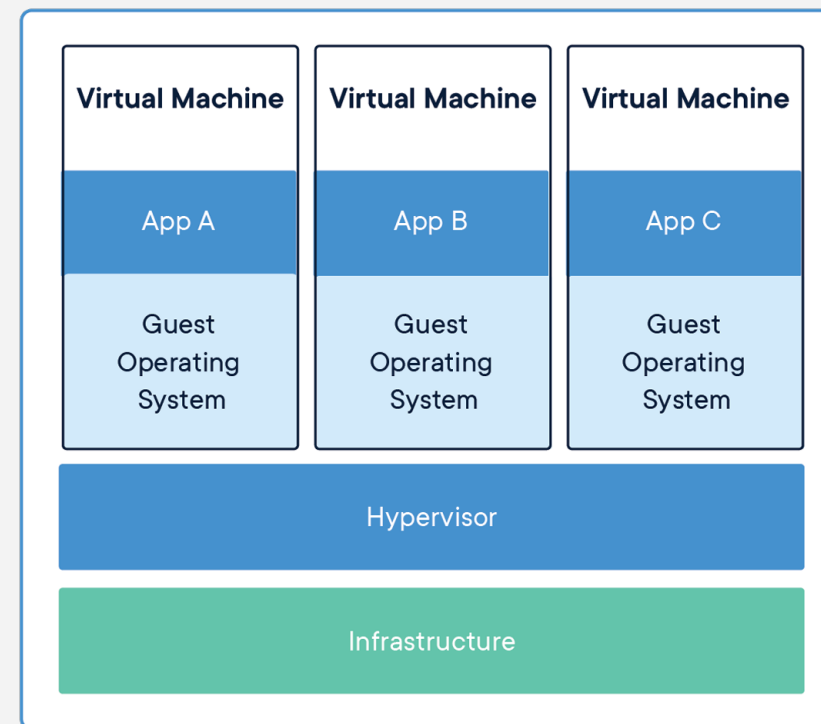 Virtual Machine
Virtual Machine
Virtual Machine
App A
App B
App C
Guest
Operating
System
Guest
Operating
System
Guest
Operating
System
Hypervisor
Infrastructure